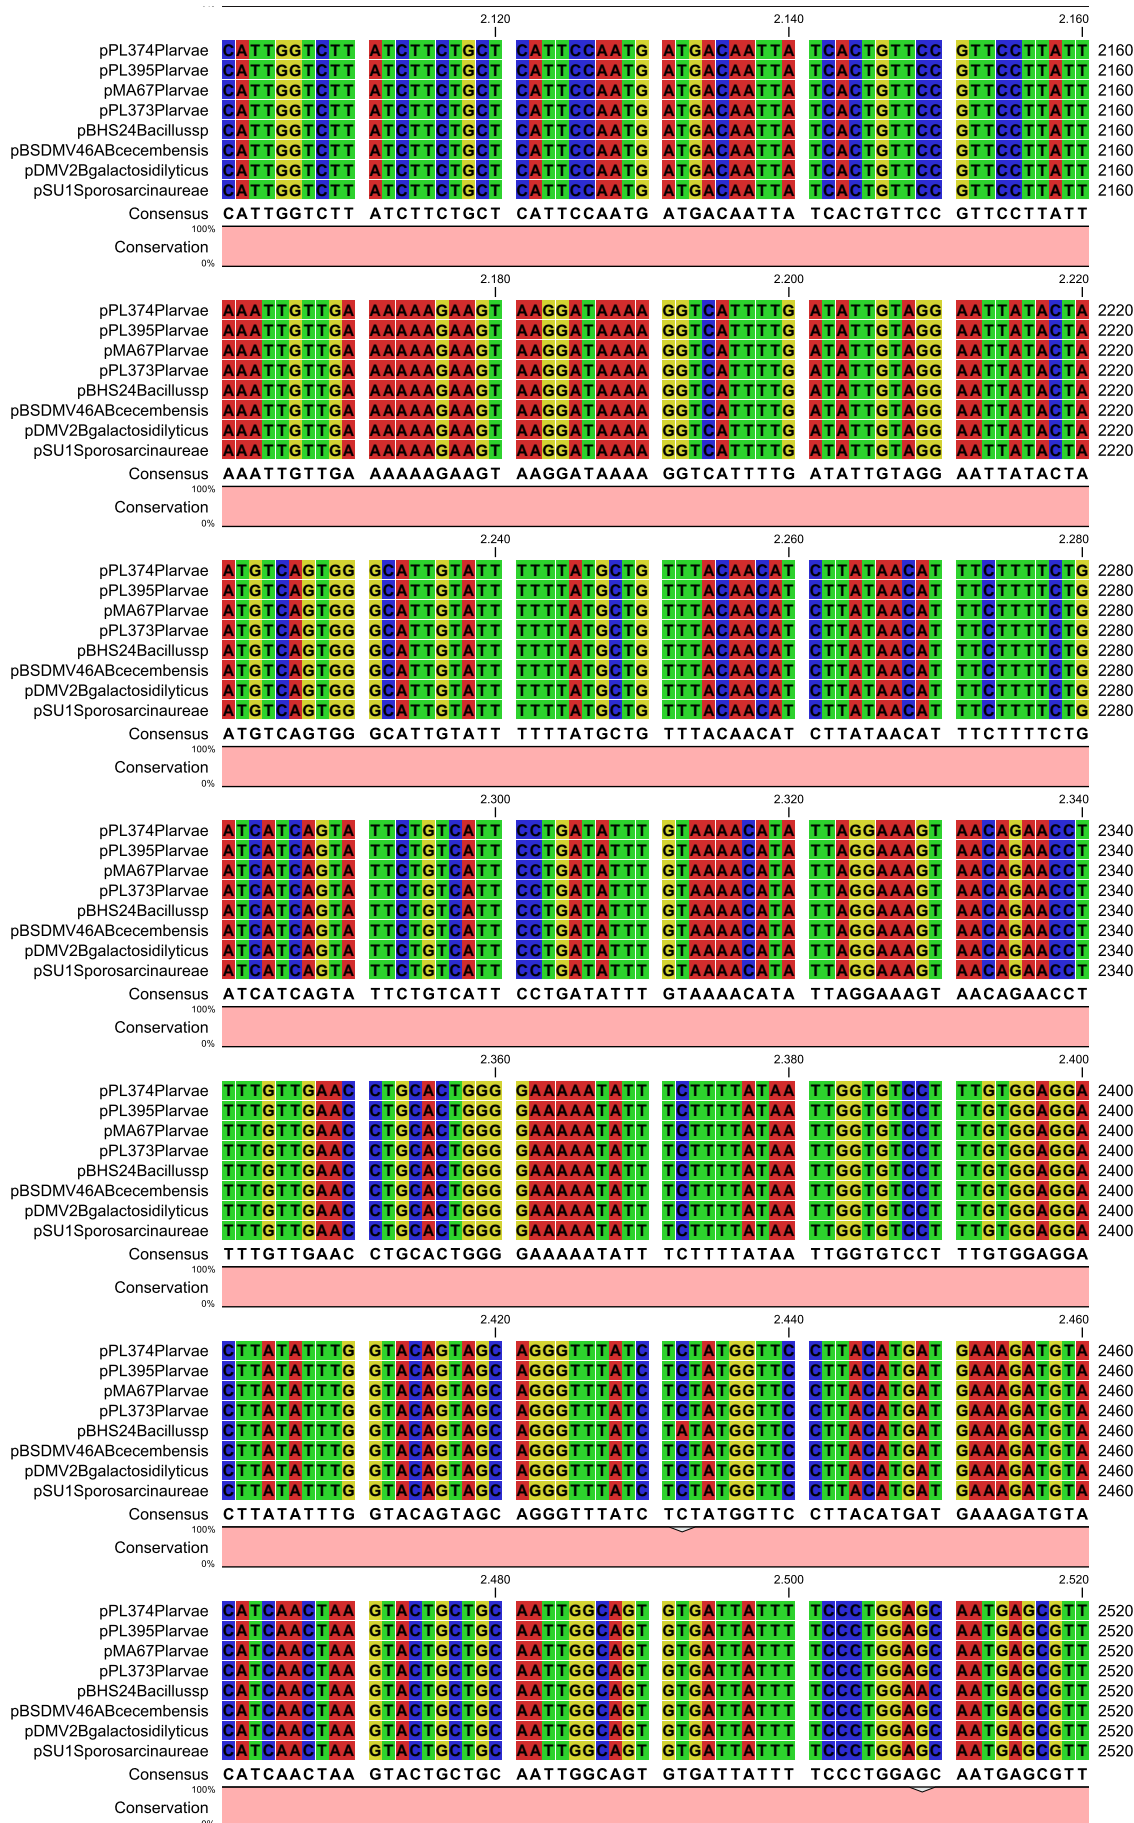 2.120 2.140 2.160
pPL374Plarvae CATTGGTCTT ATCTTCTGCT CATTCCAATG ATGACAATTA TCACTGTTCC GTTCCTTATT 2160
pPL395Plarvae CATTGGTCTT ATCTTCTGCT CATTCCAATG ATGACAATTA TCACTGTTCC GTTCCTTATT 2160
pMA67Plarvae CATTGGTCTT ATCTTCTGCT CATTCCAATG ATGACAATTA TCACTGTTCC GTTCCTTATT 2160
pPL373Plarvae CATTGGTCTT ATCTTCTGCT CATTCCAATG ATGACAATTA TCACTGTTCC GTTCCTTATT 2160
pBHS24Bacillussp CATTGGTCTT ATCTTCTGCT CATTCCAATG ATGACAATTA TCACTGTTCC GTTCCTTATT 2160
pBSDMV46ABcecembensis CATTGGTCTT ATCTTCTGCT CATTCCAATG ATGACAATTA TCACTGTTCC GTTCCTTATT 2160
pDMV2Bgalactosidilyticus CATTGGTCTT ATCTTCTGCT CATTCCAATG ATGACAATTA TCACTGTTCC GTTCCTTATT 2160
pSU1Sporosarcinaureae CATTGGTCTT ATCTTCTGCT CATTCCAATG ATGACAATTA TCACTGTTCC GTTCCTTATT 2160
Consensus CATTGGTCTT ATCTTCTGCT CATTCCAATG ATGACAATTA TCACTGTTCC GTTCCTTATT
100%
Conservation
0%
2.180 2.200 2.220
pPL374Plarvae AAATTGTTGA AAAAAGAAGT AAGGATAAAA GGTCATTTTG ATATTGTAGG AATTATACTA 2220
pPL395Plarvae AAATTGTTGA AAAAAGAAGT AAGGATAAAA GGTCATTTTG ATATTGTAGG AATTATACTA 2220
pMA67Plarvae AAATTGTTGA AAAAAGAAGT AAGGATAAAA GGTCATTTTG ATATTGTAGG AATTATACTA 2220
pPL373Plarvae AAATTGTTGA AAAAAGAAGT AAGGATAAAA GGTCATTTTG ATATTGTAGG AATTATACTA 2220
pBHS24Bacillussp AAATTGTTGA AAAAAGAAGT AAGGATAAAA GGTCATTTTG ATATTGTAGG AATTATACTA 2220
pBSDMV46ABcecembensis AAATTGTTGA AAAAAGAAGT AAGGATAAAA GGTCATTTTG ATATTGTAGG AATTATACTA 2220
pDMV2Bgalactosidilyticus AAATTGTTGA AAAAAGAAGT AAGGATAAAA GGTCATTTTG ATATTGTAGG AATTATACTA 2220
pSU1Sporosarcinaureae AAATTGTTGA AAAAAGAAGT AAGGATAAAA GGTCATTTTG ATATTGTAGG AATTATACTA 2220
Consensus AAATTGTTGA AAAAAGAAGT AAGGATAAAA GGTCATTTTG ATATTGTAGG AATTATACTA
100%
Conservation
0%
2.240 2.260 2.280
pPL374Plarvae ATGTCAGTGG GCATTGTATT TTTTATGCTG TTTACAACAT CTTATAACAT TTCTTTTCTG 2280
pPL395Plarvae ATGTCAGTGG GCATTGTATT TTTTATGCTG TTTACAACAT CTTATAACAT TTCTTTTCTG 2280
pMA67Plarvae ATGTCAGTGG GCATTGTATT TTTTATGCTG TTTACAACAT CTTATAACAT TTCTTTTCTG 2280
pPL373Plarvae ATGTCAGTGG GCATTGTATT TTTTATGCTG TTTACAACAT CTTATAACAT TTCTTTTCTG 2280
pBHS24Bacillussp ATGTCAGTGG GCATTGTATT TTTTATGCTG TTTACAACAT CTTATAACAT TTCTTTTCTG 2280
pBSDMV46ABcecembensis ATGTCAGTGG GCATTGTATT TTTTATGCTG TTTACAACAT CTTATAACAT TTCTTTTCTG 2280
pDMV2Bgalactosidilyticus ATGTCAGTGG GCATTGTATT TTTTATGCTG TTTACAACAT CTTATAACAT TTCTTTTCTG 2280
pSU1Sporosarcinaureae ATGTCAGTGG GCATTGTATT TTTTATGCTG TTTACAACAT CTTATAACAT TTCTTTTCTG 2280
Consensus ATGTCAGTGG GCATTGTATT TTTTATGCTG TTTACAACAT CTTATAACAT TTCTTTTCTG
100%
Conservation
0%
2.300 2.320 2.340
pPL374Plarvae ATCATCAGTA TTCTGTCATT CCTGATATTT GTAAAACATA TTAGGAAAGT AACAGAACCT 2340
pPL395Plarvae ATCATCAGTA TTCTGTCATT CCTGATATTT GTAAAACATA TTAGGAAAGT AACAGAACCT 2340
pMA67Plarvae ATCATCAGTA TTCTGTCATT CCTGATATTT GTAAAACATA TTAGGAAAGT AACAGAACCT 2340
pPL373Plarvae ATCATCAGTA TTCTGTCATT CCTGATATTT GTAAAACATA TTAGGAAAGT AACAGAACCT 2340
pBHS24Bacillussp ATCATCAGTA TTCTGTCATT CCTGATATTT GTAAAACATA TTAGGAAAGT AACAGAACCT 2340
pBSDMV46ABcecembensis ATCATCAGTA TTCTGTCATT CCTGATATTT GTAAAACATA TTAGGAAAGT AACAGAACCT 2340
pDMV2Bgalactosidilyticus ATCATCAGTA TTCTGTCATT CCTGATATTT GTAAAACATA TTAGGAAAGT AACAGAACCT 2340
pSU1Sporosarcinaureae ATCATCAGTA TTCTGTCATT CCTGATATTT GTAAAACATA TTAGGAAAGT AACAGAACCT 2340
Consensus ATCATCAGTA TTCTGTCATT CCTGATATTT GTAAAACATA TTAGGAAAGT AACAGAACCT
100%
Conservation
0%
2.360 2.380 2.400
pPL374Plarvae TTTGTTGAAC CTGCACTGGG GAAAAATATT TCTTTTATAA TTGGTGTCCT TTGTGGAGGA 2400
pPL395Plarvae TTTGTTGAAC CTGCACTGGG GAAAAATATT TCTTTTATAA TTGGTGTCCT TTGTGGAGGA 2400
pMA67Plarvae TTTGTTGAAC CTGCACTGGG GAAAAATATT TCTTTTATAA TTGGTGTCCT TTGTGGAGGA 2400
pPL373Plarvae TTTGTTGAAC CTGCACTGGG GAAAAATATT TCTTTTATAA TTGGTGTCCT TTGTGGAGGA 2400
pBHS24Bacillussp TTTGTTGAAC CTGCACTGGG GAAAAATATT TCTTTTATAA TTGGTGTCCT TTGTGGAGGA 2400
pBSDMV46ABcecembensis TTTGTTGAAC CTGCACTGGG GAAAAATATT TCTTTTATAA TTGGTGTCCT TTGTGGAGGA 2400
pDMV2Bgalactosidilyticus TTTGTTGAAC CTGCACTGGG GAAAAATATT TCTTTTATAA TTGGTGTCCT TTGTGGAGGA 2400
pSU1Sporosarcinaureae TTTGTTGAAC CTGCACTGGG GAAAAATATT TCTTTTATAA TTGGTGTCCT TTGTGGAGGA 2400
Consensus TTTGTTGAAC CTGCACTGGG GAAAAATATT TCTTTTATAA TTGGTGTCCT TTGTGGAGGA
100%
Conservation
0%
2.420 2.440 2.460
pPL374Plarvae CTTATATTTG GTACAGTAGC AGGGTTTATC TCTATGGTTC CTTACATGAT GAAAGATGTA 2460
pPL395Plarvae CTTATATTTG GTACAGTAGC AGGGTTTATC TCTATGGTTC CTTACATGAT GAAAGATGTA 2460
pMA67Plarvae CTTATATTTG GTACAGTAGC AGGGTTTATC TCTATGGTTC CTTACATGAT GAAAGATGTA 2460
pPL373Plarvae CTTATATTTG GTACAGTAGC AGGGTTTATC TCTATGGTTC CTTACATGAT GAAAGATGTA 2460
pBHS24Bacillussp CTTATATTTG GTACAGTAGC AGGGTTTATC TATATGGTTC CTTACATGAT GAAAGATGTA 2460
pBSDMV46ABcecembensis CTTATATTTG GTACAGTAGC AGGGTTTATC TCTATGGTTC CTTACATGAT GAAAGATGTA 2460
pDMV2Bgalactosidilyticus CTTATATTTG GTACAGTAGC AGGGTTTATC TCTATGGTTC CTTACATGAT GAAAGATGTA 2460
pSU1Sporosarcinaureae CTTATATTTG GTACAGTAGC AGGGTTTATC TCTATGGTTC CTTACATGAT GAAAGATGTA 2460
Consensus CTTATATTTG GTACAGTAGC AGGGTTTATC TCTATGGTTC CTTACATGAT GAAAGATGTA
100%
Conservation
0%
2.480 2.500 2.520
pPL374Plarvae CATCAACTAA GTACTGCTGC AATTGGCAGT GTGATTATTT TCCCTGGAGC AATGAGCGTT 2520
pPL395Plarvae CATCAACTAA GTACTGCTGC AATTGGCAGT GTGATTATTT TCCCTGGAGC AATGAGCGTT 2520
pMA67Plarvae CATCAACTAA GTACTGCTGC AATTGGCAGT GTGATTATTT TCCCTGGAGC AATGAGCGTT 2520
pPL373Plarvae CATCAACTAA GTACTGCTGC AATTGGCAGT GTGATTATTT TCCCTGGAGC AATGAGCGTT 2520
pBHS24Bacillussp CATCAACTAA GTACTGCTGC AATTGGCAGT GTGATTATTT TCCCTGGAAC AATGAGCGTT 2520
pBSDMV46ABcecembensis CATCAACTAA GTACTGCTGC AATTGGCAGT GTGATTATTT TCCCTGGAGC AATGAGCGTT 2520
pDMV2Bgalactosidilyticus CATCAACTAA GTACTGCTGC AATTGGCAGT GTGATTATTT TCCCTGGAGC AATGAGCGTT 2520
pSU1Sporosarcinaureae CATCAACTAA GTACTGCTGC AATTGGCAGT GTGATTATTT TCCCTGGAGC AATGAGCGTT 2520
Consensus CATCAACTAA GTACTGCTGC AATTGGCAGT GTGATTATTT TCCCTGGAGC AATGAGCGTT
100%
Conservation